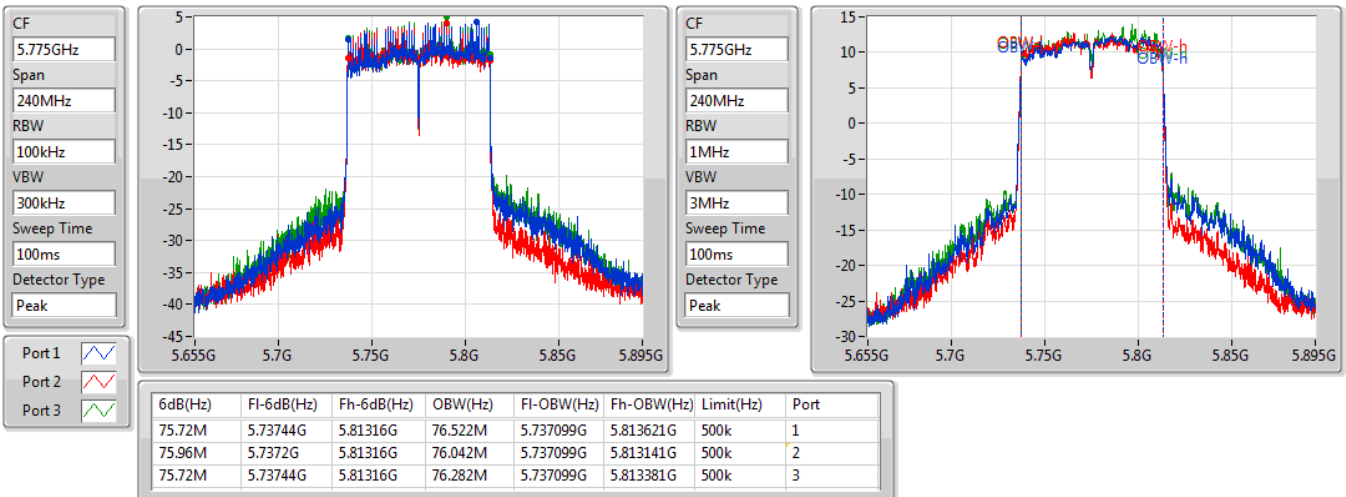 CF
5.775GHz
Span
240MHz
RBW
100kHz
VBW
300kHz
Sweep Time
100ms
Detector Type
Peak
5
0
-5
-10
-15
-20
-25
-30
-35
-40
-45
5.655G 5.7G 5.75G 5.8G 5.85G 5.895G
CF
5.775GHz
Span
240MHz
RBW
1MHz
VBW
3MHz
Sweep Time
100ms
Detector Type
Peak
15
10
5
0
-5
-10
-15
-20
-25
-30
OBW-h
5.655G 5.7G 5.75G 5.8G 5.85G 5.895G
Port 1
Port 2
Port 3
6dB(Hz) Fl-6dB(Hz) Fh-6dB(Hz) OBW(Hz) Fl-OBW(Hz) Fh-OBW(Hz) Limit(Hz) Port
75.72M 5.73744G 5.81316G 76.522M 5.737099G 5.813621G 500k 1
75.96M 5.7372G 5.81316G 76.042M 5.737099G 5.813141G 500k 2
75.72M 5.73744G 5.81316G 76.282M 5.737099G 5.813381G 500k 3